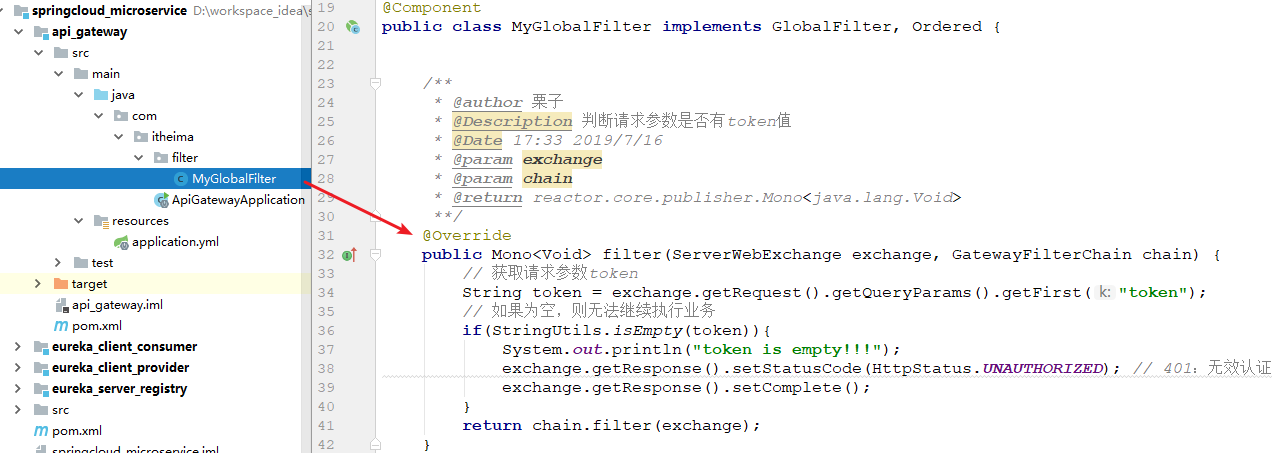 springcloud_microservice D:\workspace_idea\s
api_gateway
src
main
java
com
itheima
filter
MyGlobalFilter
ApiGatewayApplication
resources
application.yml
test
target
api_gateway.iml
pom.xml
eureka_client_consumer
eureka_client_provider
eureka_server_registry
src
pom.xml
springcloud_microservice.iml
19 @Component
20 public class MyGlobalFilter implements GlobalFilter, Ordered {
21
22
23 /**
24 * @author 栗子
25 * @Description 判断请求参数是否有token值
26 * @Date 17:33 2019/7/16
27 * @param exchange
28 * @param chain
29 * @return reactor.core.publisher.Mono<java.lang.Void>
30 **/
31 @Override
32 public Mono<Void> filter(ServerWebExchange exchange, GatewayFilterChain chain) {
33 // 获取请求参数token
34 String token = exchange.getRequest().getQueryParams().getFirst( k: "token");
35 // 如果为空，则无法继续执行业务
36 if(StringUtils.isEmpty(token)){
37 System.out.println("token is empty!!!");
38 exchange.getResponse().setStatusCode(HttpStatus.UNAUTHORIZED); // 401：无效认证
39 exchange.getResponse().setComplete();
40 }
41 return chain.filter(exchange);
42 }